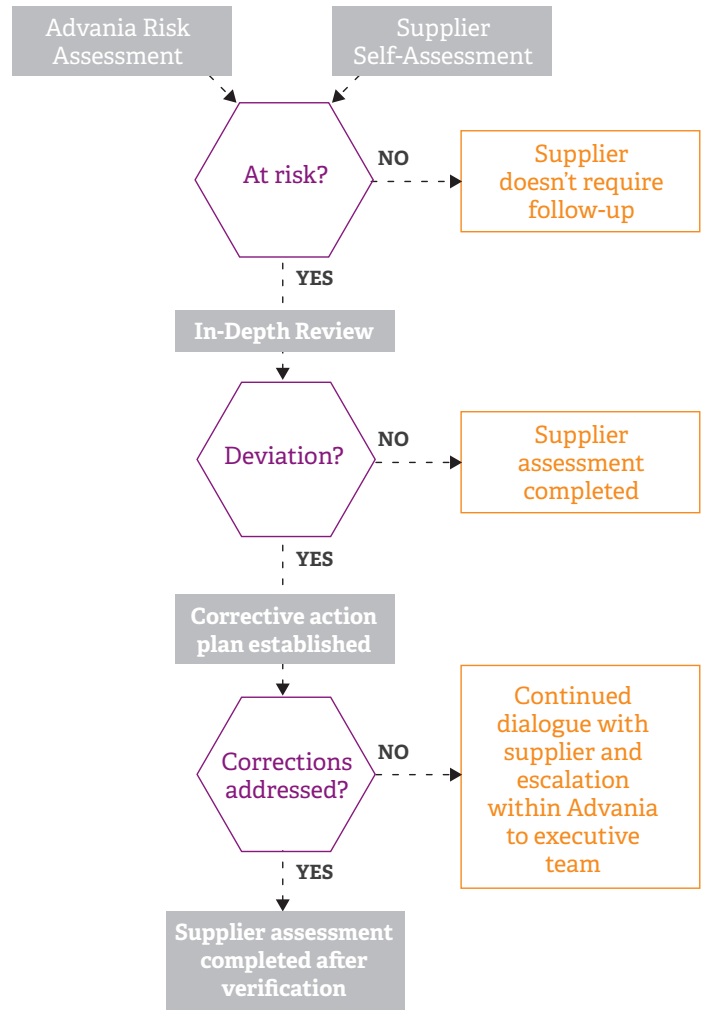 Advania Risk
Assessment
Supplier
Self-Assessment
At risk?
NO
Supplier
doesn't require
follow-up
YES
In-Depth Review
Deviation?
NO
Supplier
assessment
completed
YES
Corrective action
plan established
Corrections
addressed?
NO
Continued
dialogue with
supplier and
escalation
within Advania
to executive
team
YES
Supplier assessment
completed after
verification